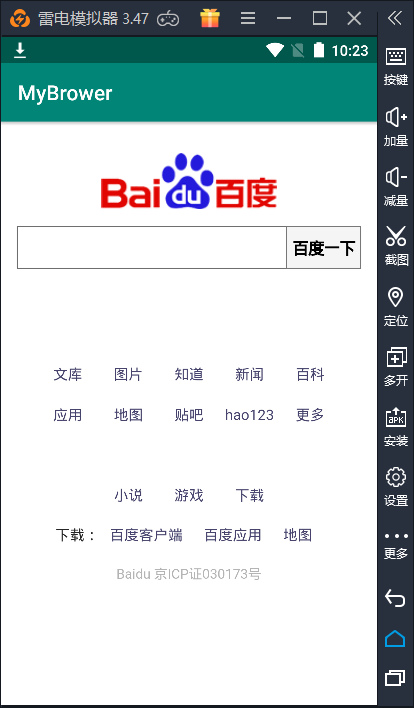 雷电模拟器 3.47
10:23
MyBrower
Bai du 百度
百度一下
文库 图片 知道 新闻 百科
应用 地图 贴吧 hao123 更多
小说 游戏 下载
下载： 百度客户端 百度应用 地图
Baidu 京ICP证030173号
按键
加量
减量
截图
定位
多开
APK
安装
设置
更多